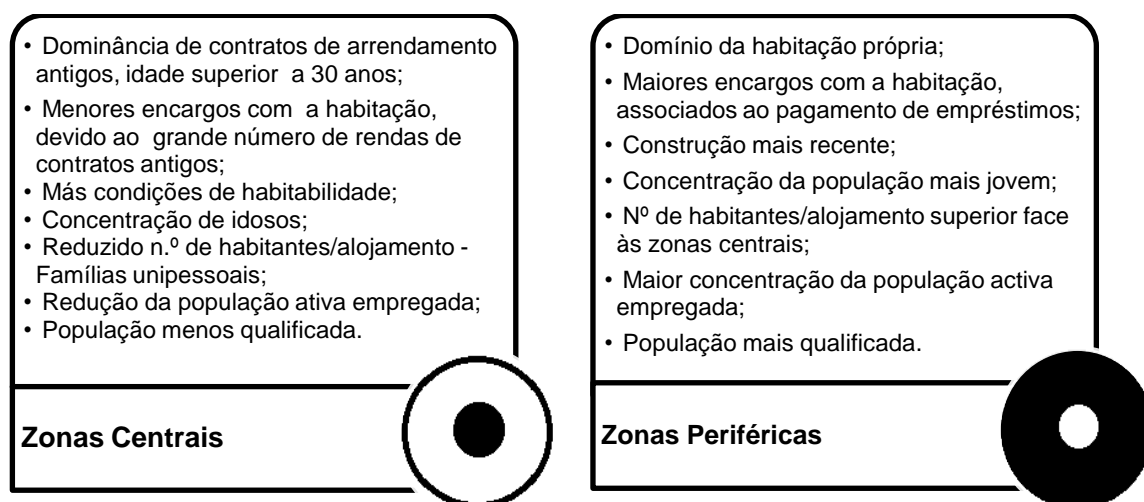 • Dominância de contratos de arrendamento
antigos, idade superior a 30 anos;
• Menores encargos com a habitação,
devido ao grande número de rendas de
contratos antigos;
• Más condições de habitabilidade;
• Concentração de idosos;
• Reduzido n.º de habitantes/alojamento -
Famílias unipessoais;
• Redução da população ativa empregada;
• População menos qualificada.
Zonas Centrais
• Domínio da habitação própria;
• Maiores encargos com a habitação,
associados ao pagamento de empréstimos;
• Construção mais recente;
• Concentração da população mais jovem;
• Nº de habitantes/alojamento superior face
às zonas centrais;
• Maior concentração da população activa
empregada;
• População mais qualificada.
Zonas Periféricas